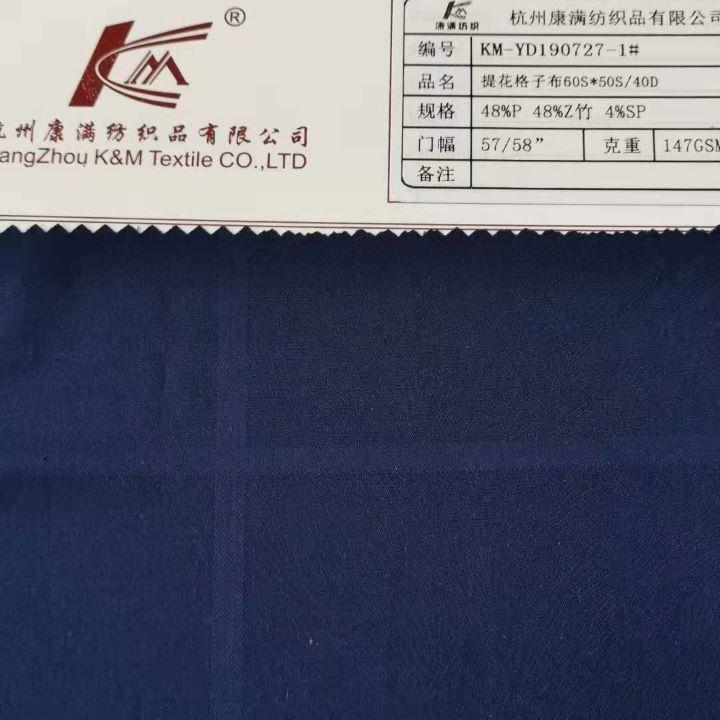 KM
®
杭州康满纺织品有限公司
angZhou K&M Textile CO.,LTD
康满纺织
杭州康满纺织品有限公司
编号 KM-YD190727-1#
品名 提花格子布60S*50S/40D
规格 48%P 48%Z竹 4%SP
门幅 57/58” 克重 147GSM
备注